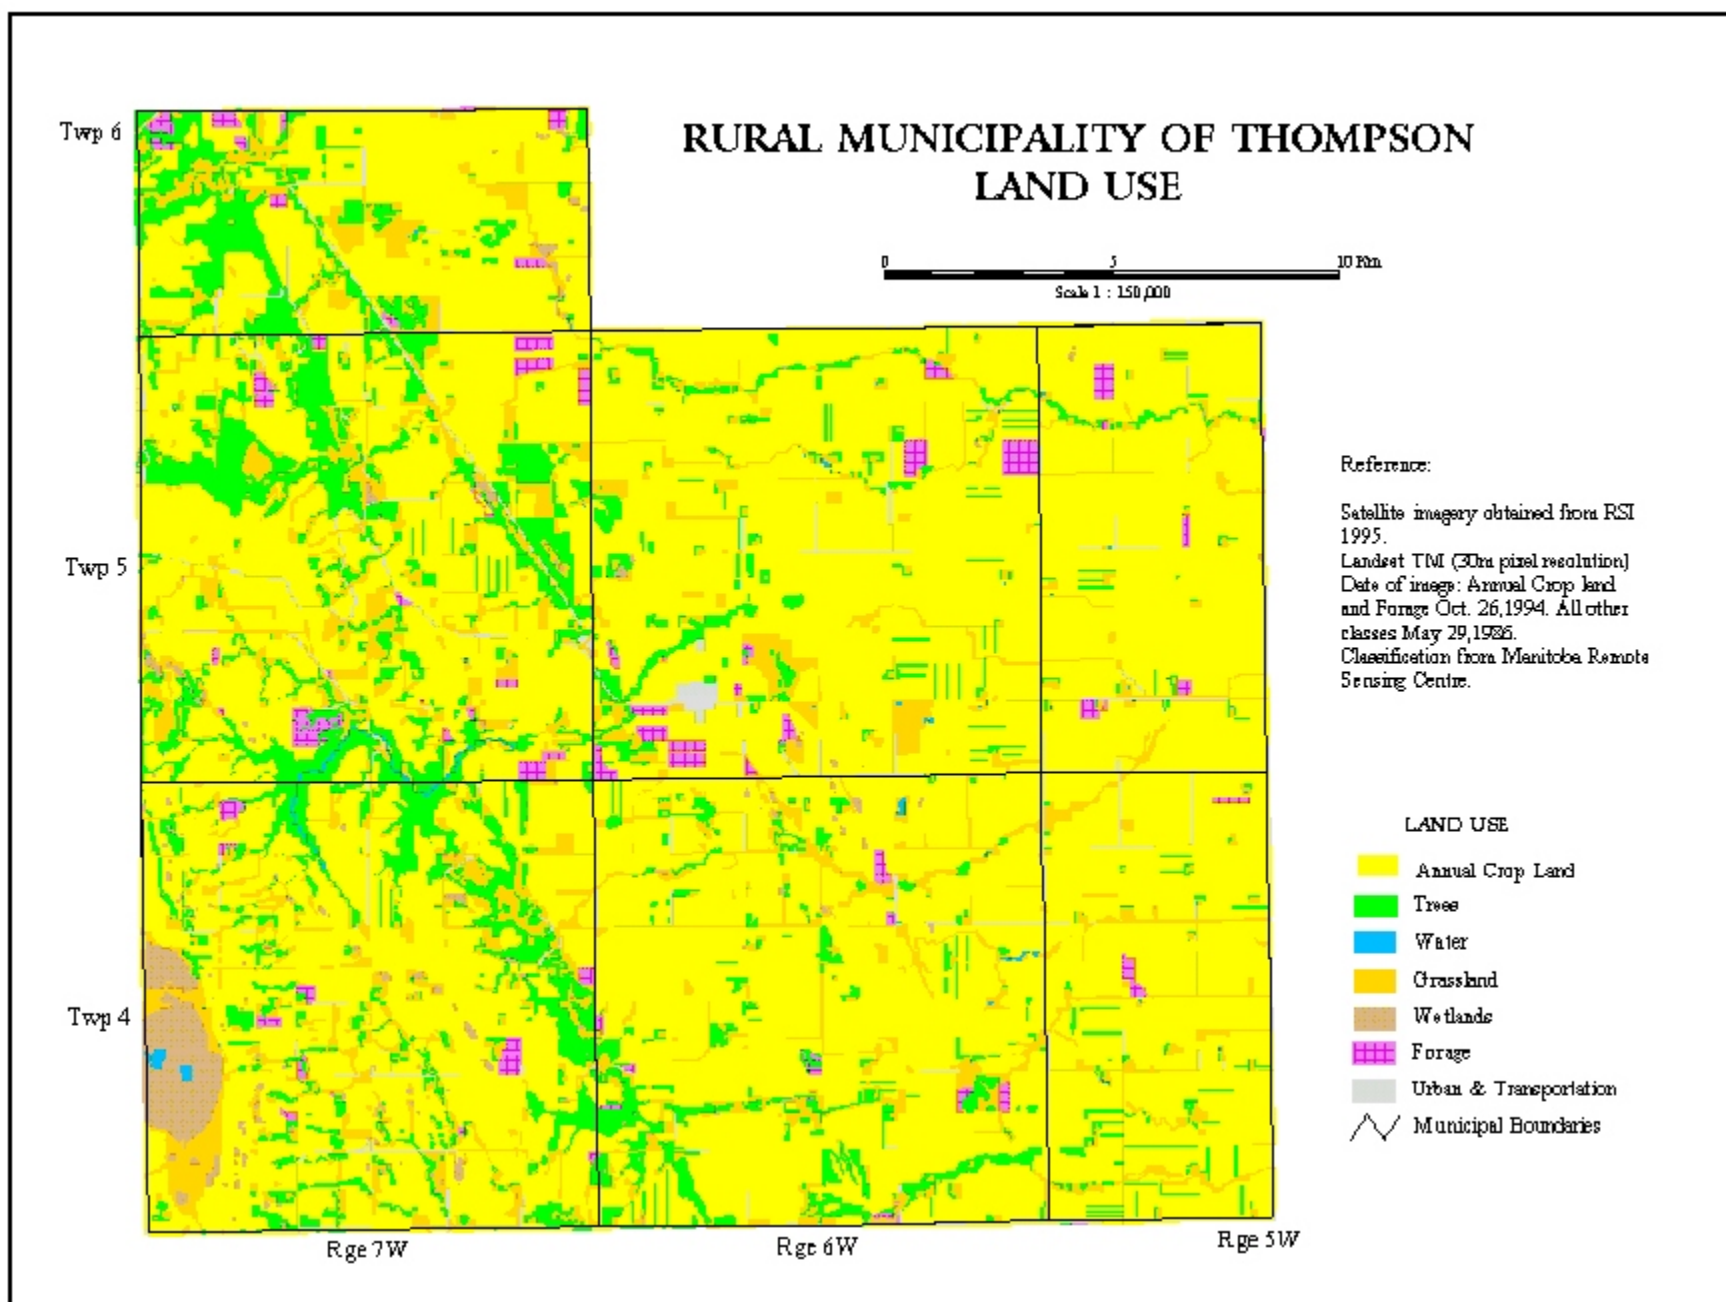 RURAL MUNICIPALITY OF THOMPSON
LAND USE
0 5 10 Km
Scale 1 : 150,000
Twp 6
Twp 5
Twp 4
Rge 7W
Rge 6W
Rge 5W
Reference:
Satellite imagery obtained from RSI
1995.
Landsat TM (30m pixel resolution)
Date of image: Annual Crop land
and Forage Oct. 26,1994. All other
classes May 29,1986.
Classification from Manitoba Remote
Sensing Centre.
LAND USE
Annual Crop Land
Trees
Water
Grassland
Wetlands
Forage
Urban & Transportation
Municipal Boundaries